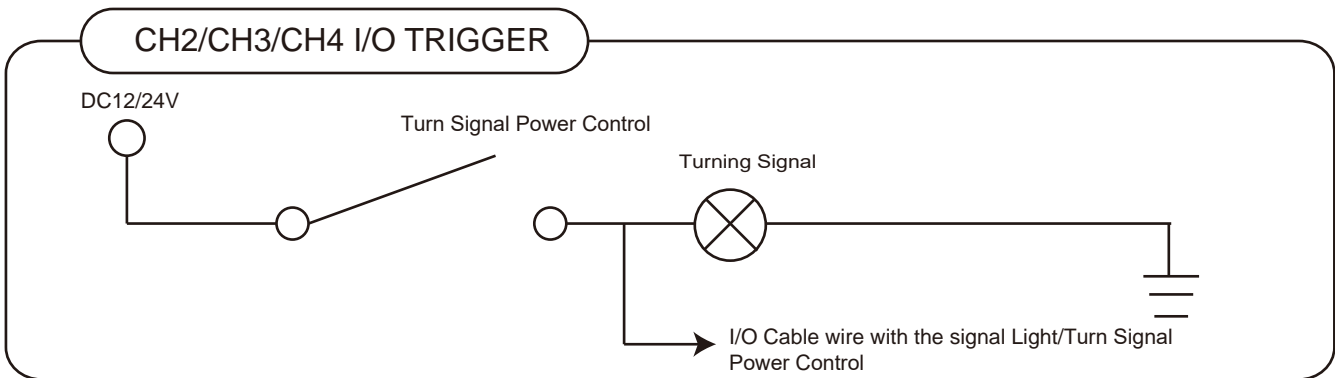 CH2/CH3/CH4 I/O TRIGGER
DC12/24V
Turn Signal Power Control
Turning Signal
I/O Cable wire with the signal Light/Turn Signal
Power Control